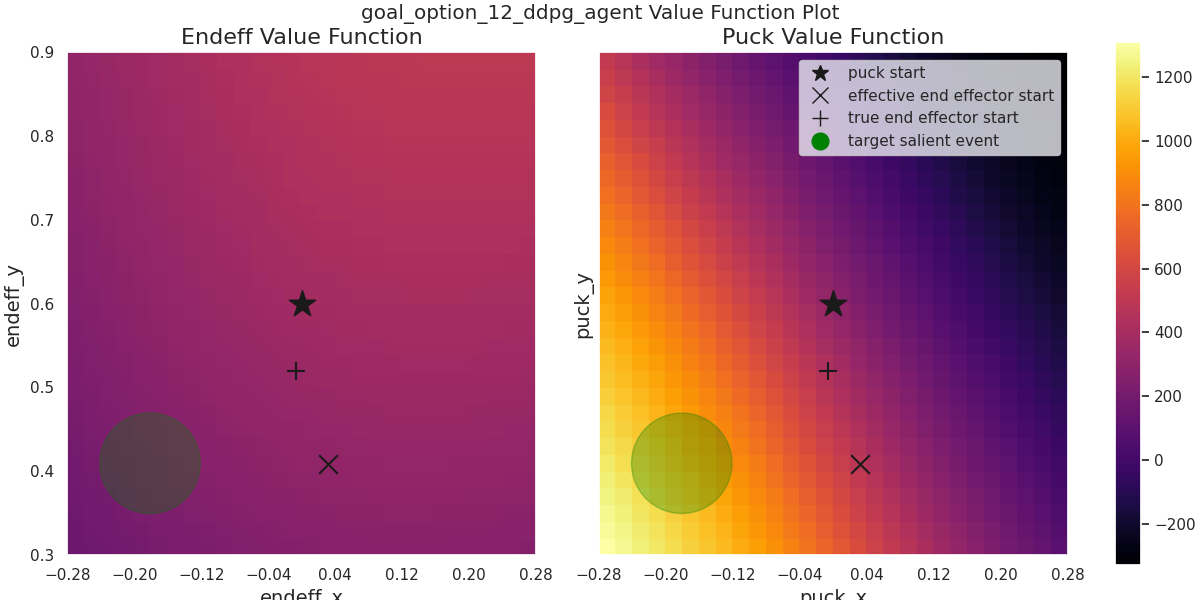 goal_option_12_ddpg_agent Value Function Plot
Endeff Value Function
Puck Value Function
0.9
0.8
0.7
0.6
0.5
0.4
0.3
endeff_y
−0.28 −0.20 −0.12 −0.04 0.04 0.12 0.20 0.28
endeff_x
puck start
effective end effector start
true end effector start
target salient event
puck_y
−0.28 −0.20 −0.12 −0.04 0.04 0.12 0.20 0.28
puck_x
1200
1000
800
600
400
200
0
−200